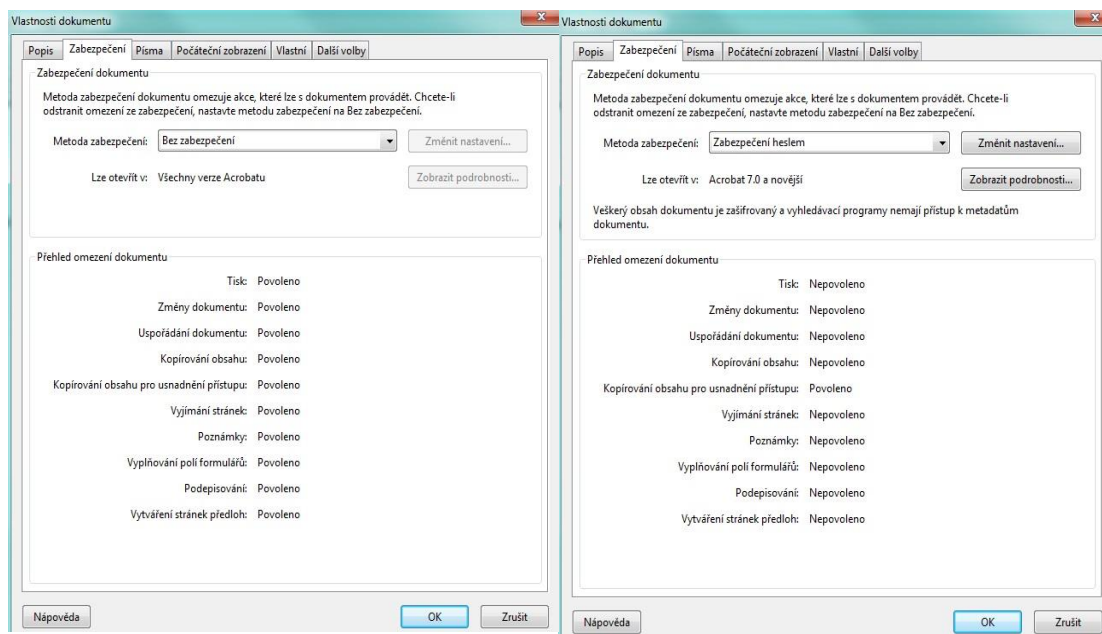 Vlastnosti dokumentu
Popis Zabezpečení Písma Počáteční zobrazení Vlastní Další volby
Zabezpečení dokumentu
Metoda zabezpečení dokumentu omezuje akce, které lze s dokumentem provádět. Chcete-li
odstranit omezení ze zabezpečení, nastavte metodu zabezpečení na Bez zabezpečení.
Metoda zabezpečení: Bez zabezpečení Změnit nastavení...
Lze otevřít v: Všechny verze Acrobatu Zobrazit podrobnosti...
Přehled omezení dokumentu
Tisk: Povoleno
Změny dokumentu: Povoleno
Uspořádání dokumentu: Povoleno
Kopírování obsahu: Povoleno
Kopírování obsahu pro usnadnění přístupu: Povoleno
Vyjímání stránek: Povoleno
Poznámky: Povoleno
Vyplňování polí formulářů: Povoleno
Podepisování: Povoleno
Vytváření stránek předloh: Povoleno
Nápověda OK Zrušit
Vlastnosti dokumentu
Popis Zabezpečení Písma Počáteční zobrazení Vlastní Další volby
Zabezpečení dokumentu
Metoda zabezpečení dokumentu omezuje akce, které lze s dokumentem provádět. Chcete-li
odstranit omezení ze zabezpečení, nastavte metodu zabezpečení na Bez zabezpečení.
Metoda zabezpečení: Zabezpečení heslem Změnit nastavení...
Lze otevřít v: Acrobat 7.0 a novější Zobrazit podrobnosti...
Veškerý obsah dokumentu je zašifrovaný a vyhledávací programy nemají přístup k metadatům
dokumentu.
Přehled omezení dokumentu
Tisk: Nepovoleno
Změny dokumentu: Nepovoleno
Uspořádání dokumentu: Nepovoleno
Kopírování obsahu: Nepovoleno
Kopírování obsahu pro usnadnění přístupu: Povoleno
Vyjímání stránek: Nepovoleno
Poznámky: Nepovoleno
Vyplňování polí formulářů: Nepovoleno
Podepisování: Nepovoleno
Vytváření stránek předloh: Nepovoleno
Nápověda OK Zrušit